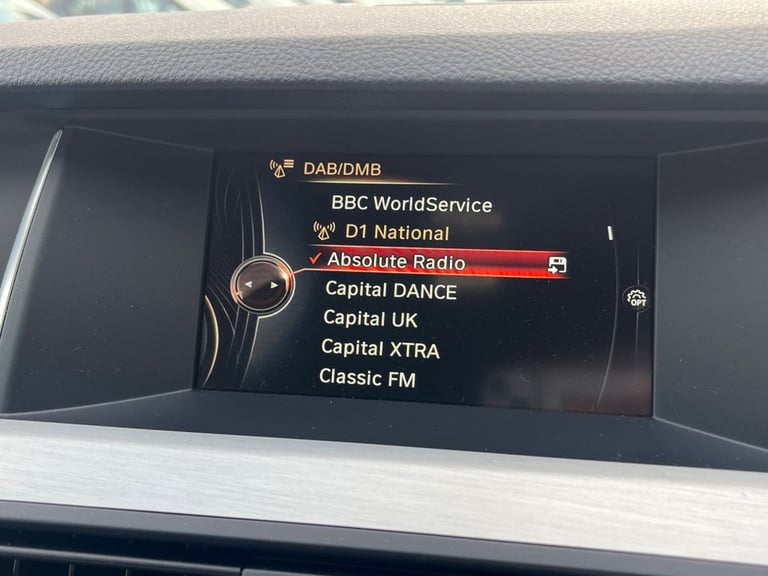 DAB/DMB
BBC WorldService
D1 National
Absolute Radio
Capital DANCE
Capital UK
Capital XTRA
Classic FM
OPT